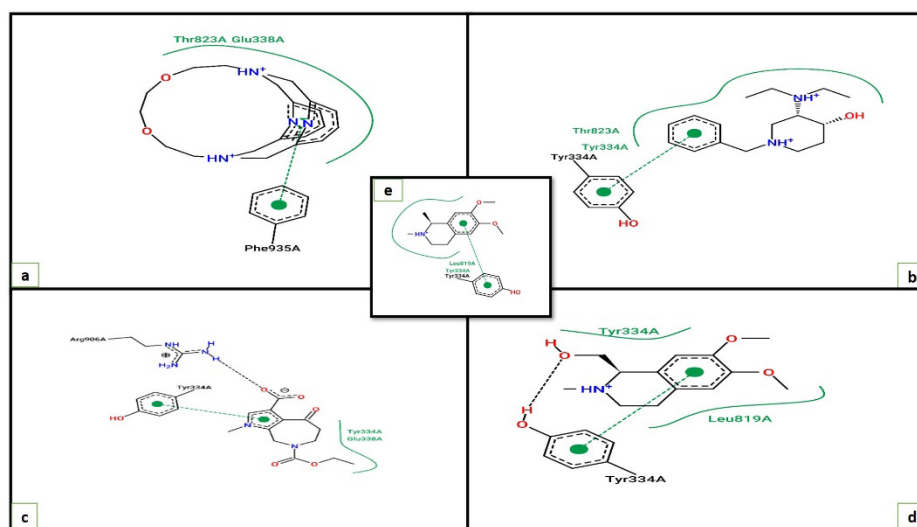 Thr823A Glu338A
HN+
O
O
N
N
HN+
Phe935A
a
NH+
OH
Thr823A
Tyr334A
Tyr334A
NH+
HO
b
e
O
O
N
H+
Leu819A
Tyr334A
Tyr334A
HO
Arg906A
NH
H
N
H
H₂N
⊕
O
⊖
O
Tyr334A
HO
O
N
N
O
O
Tyr334A
Glu338A
c
Tyr334A
H
O
O
HN+
O
H
O
Leu819A
Tyr334A
d